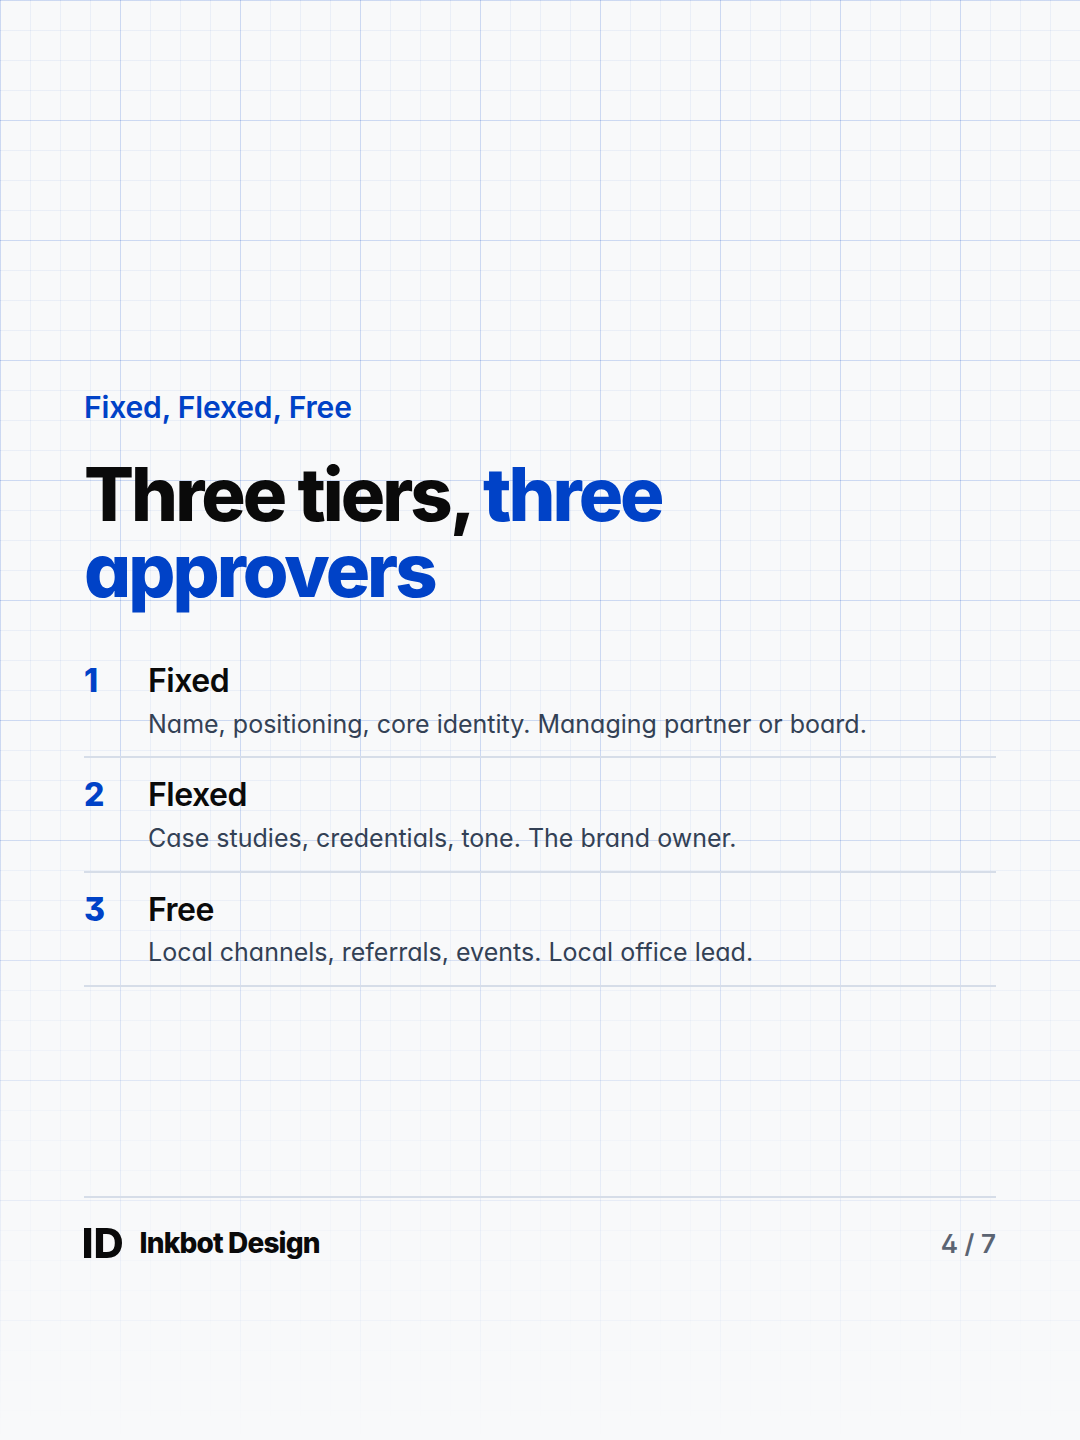 Fixed, Flexed, Free
Three tiers, three
approvers
1 Fixed
Name, positioning, core identity. Managing partner or board.
2 Flexed
Case studies, credentials, tone. The brand owner.
3 Free
Local channels, referrals, events. Local office lead.
ID Inkbot Design 4 / 7